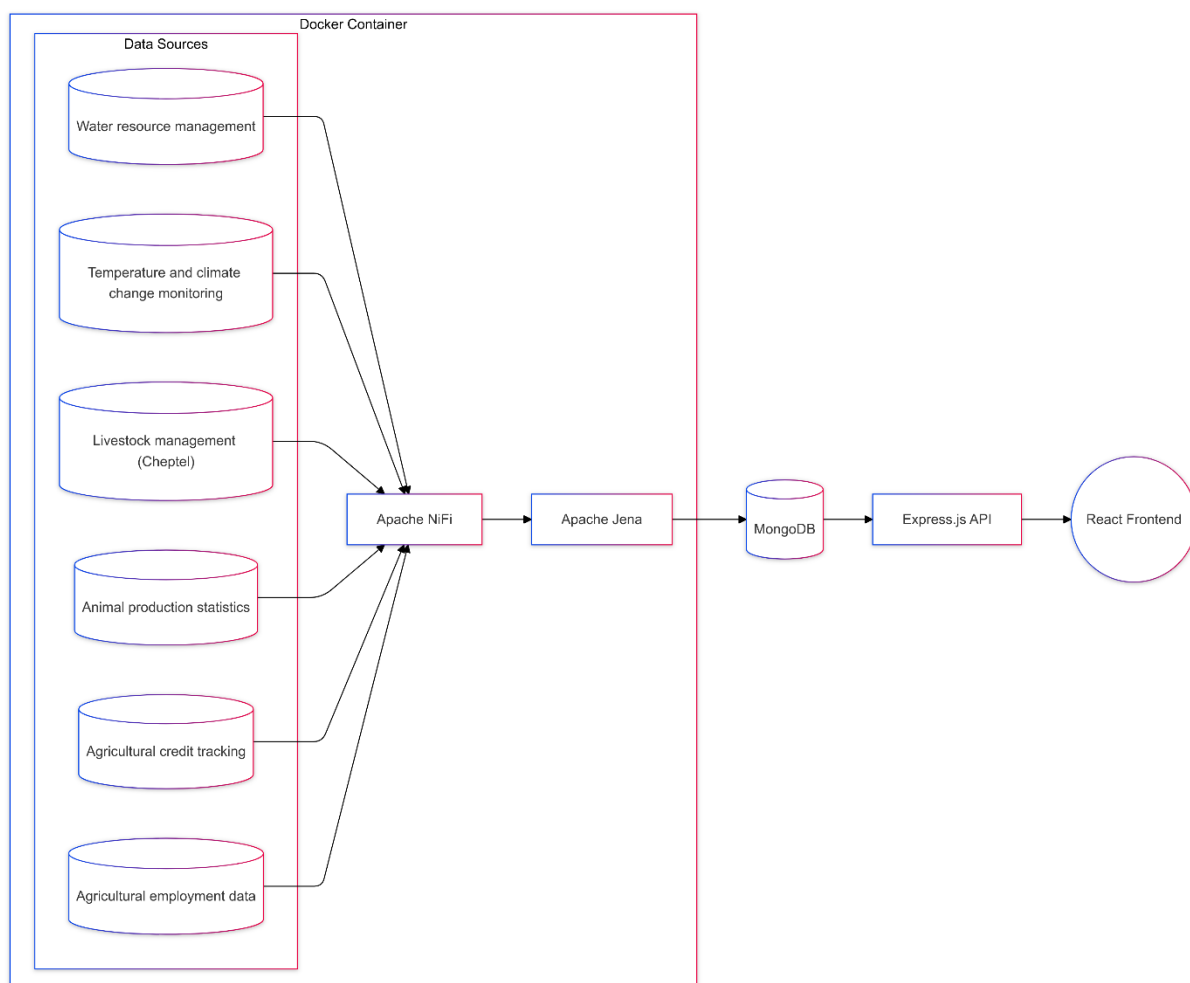 Docker Container
Data Sources
Water resource management
Temperature and climate
change monitoring
Livestock management
(Cheptel)
Apache NiFi
Apache Jena
MongoDB
Express.js API
React Frontend
Animal production statistics
Agricultural credit tracking
Agricultural employment data